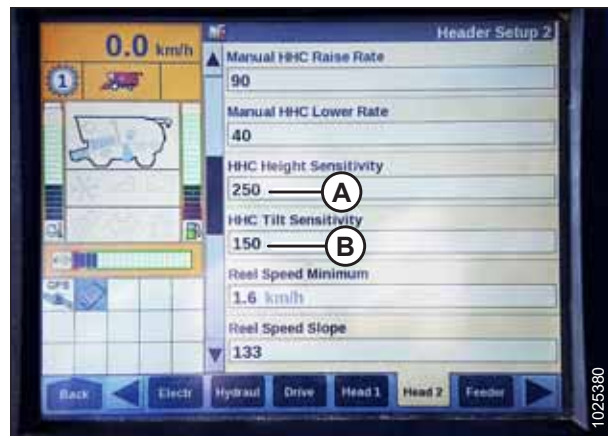 0.0 km/h
Header Setup 2
1
Manual HHC Raise Rate
90
Manual HHC Lower Rate
40
HHC Height Sensitivity
250
A
HHC Tilt Sensitivity
150
B
Reel Speed Minimum
1.6 km/h
Reel Speed Slope
133
GPS
Back
Electr
Hydraul
Drive
Head 1
Head 2
Feeder
1025380